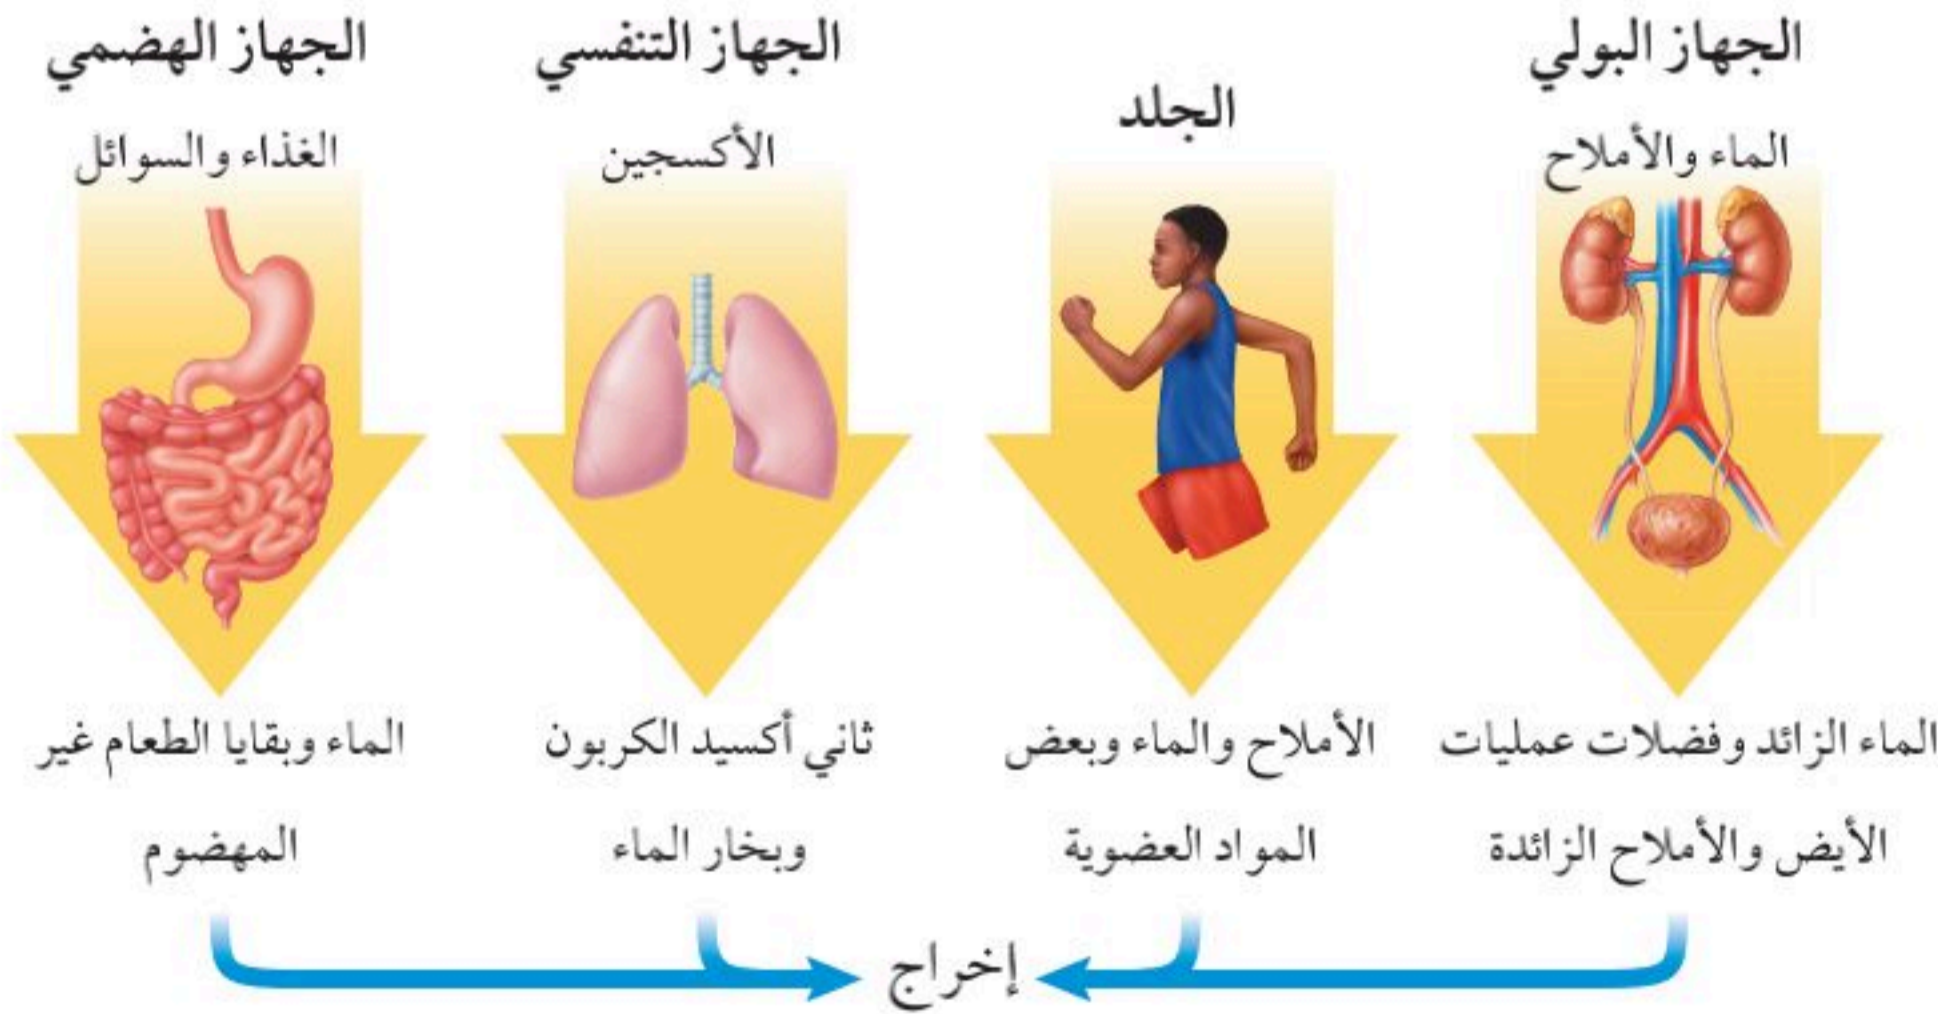 الجهاز البولي
الماء والأملاح
الماء الزائد وفضلات عمليات
الأيض والأملاح الزائدة
الجلد
الأملاح والماء وبعض
المواد العضوية
الجهاز التنفسي
الأكسجين
ثاني أكسيد الكربون
وبخار الماء
الجهاز الهضمي
الغذاء والسوائل
الماء وبقايا الطعام غير
المهضوم
إخراج